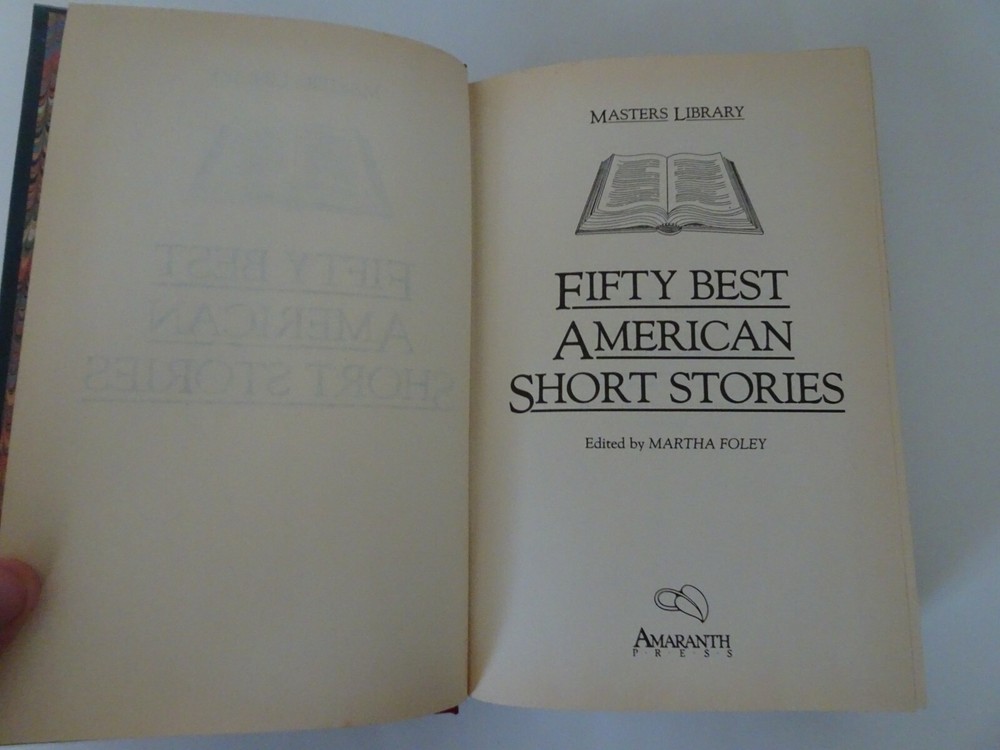 MASTERS LIBRARY
FIFTY BEST
AMERICAN
SHORT STORIES
Edited by MARTHA FOLEY
AMARANTH
PRESS